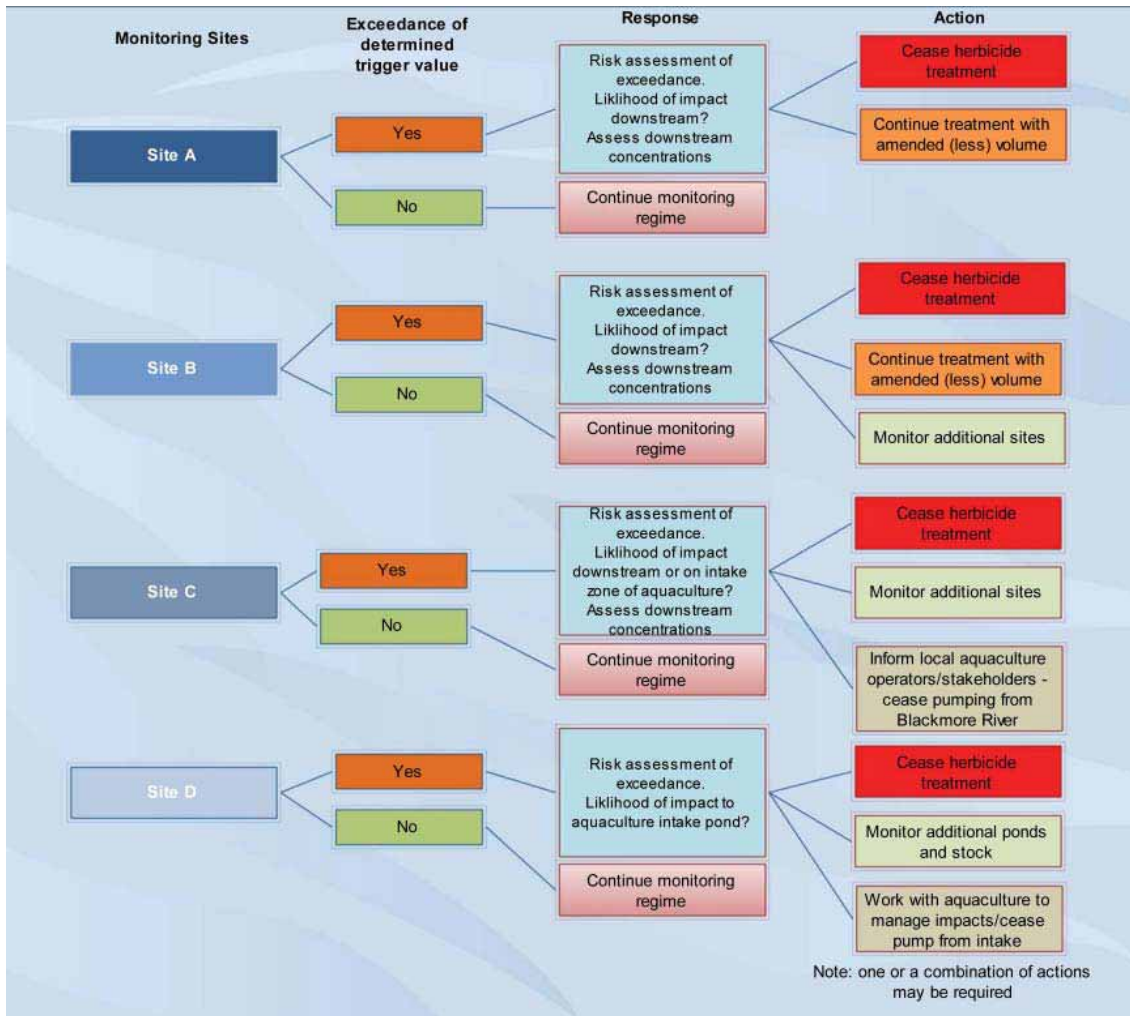 Monitoring Sites
Exceedance of
determined
trigger value
Response
Action
Site A
Yes
No
Risk assessment of
exceedance.
Liklihood of impact
downstream?
Assess downstream
concentrations
Continue monitoring
regime
Cease herbicide
treatment
Continue treatment with
amended (less) volume
Site B
Yes
No
Risk assessment of
exceedance.
Liklihood of impact
downstream?
Assess downstream
concentrations
Continue monitoring
regime
Cease herbicide
treatment
Continue treatment with
amended (less) volume
Monitor additional sites
Site C
Yes
No
Risk assessment of
exceedance.
Liklihood of impact
downstream or on intake
zone of aquaculture?
Assess downstream
concentrations
Continue monitoring
regime
Cease herbicide
treatment
Monitor additional sites
Inform local aquaculture
operators/stakeholders -
cease pumping from
Blackmore River
Site D
Yes
No
Risk assessment of
exceedance.
Liklihood of impact to
aquaculture intake pond?
Continue monitoring
regime
Cease herbicide
treatment
Monitor additional ponds
and stock
Work with aquaculture to
manage impacts/cease
pump from intake
Note: one or a combination of actions
may be required